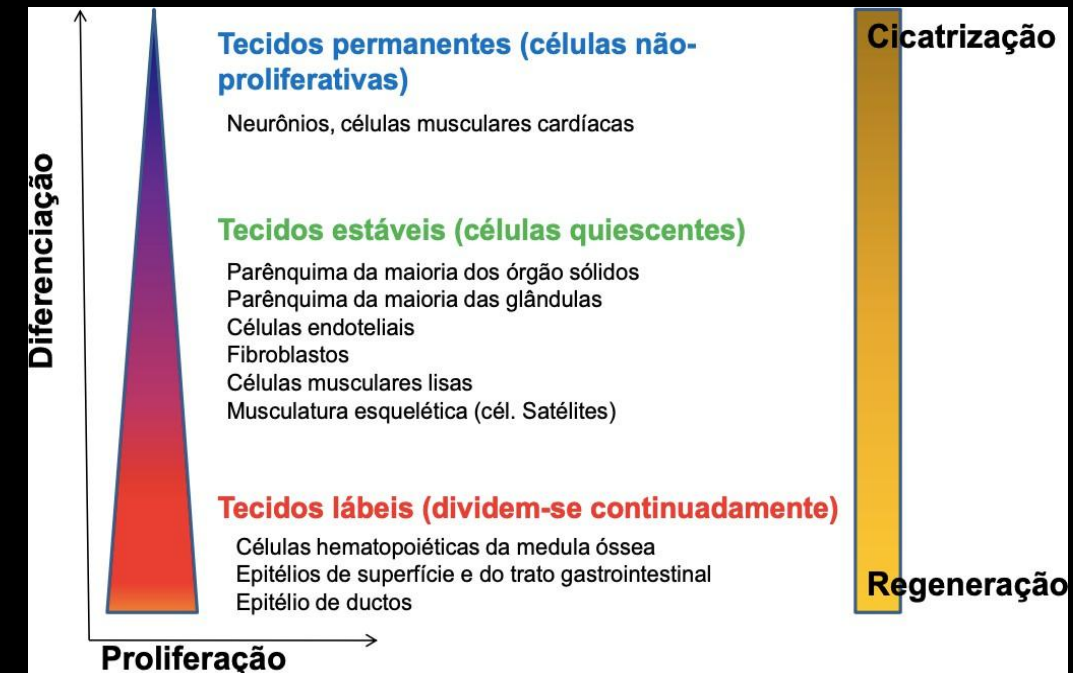 Tecidos permanentes (células não-
proliferativas)
Neurônios, células musculares cardíacas
Tecidos estáveis (células quiescentes)
Parênquima da maioria dos órgão sólidos
Parênquima da maioria das glândulas
Células endoteliais
Fibroblastos
Células musculares lisas
Musculatura esquelética (cél. Satélites)
Tecidos lábeis (dividem-se continuadamente)
Células hematopoiéticas da medula óssea
Epitélios de superfície e do trato gastrointestinal
Epitélio de ductos
Diferenciação
Proliferação
Cicatrização
Regeneração